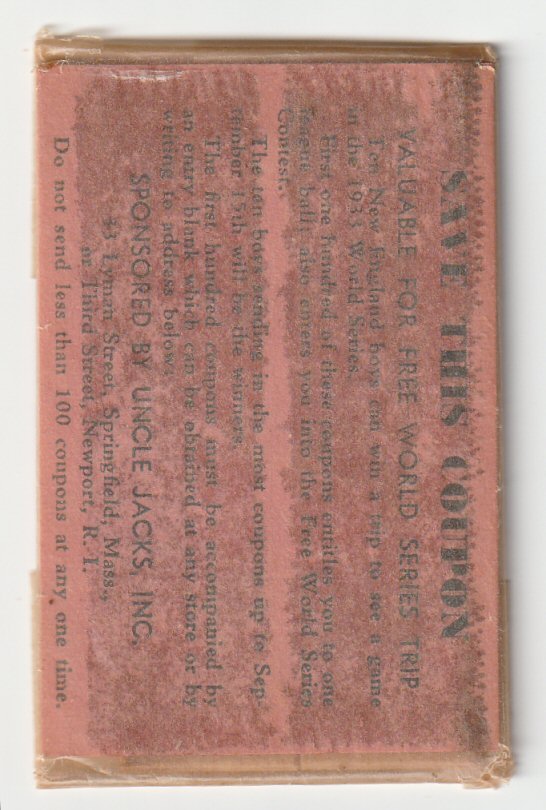 SAVE THIS COUPON
VALUABLE FOR FREE WORLD SERIES TRIP
Ten New England boys can win a trip to see a game
in the 1933 World Series.
First one hundred of these coupons entitles you to one
league ball; also enters you into the Free World Series
Contest.
The ten boys sending in the most coupons up to Sep-
tember 15th will be the winners.
The first hundred coupons must be accompanied by
an entry blank which can be obtained at any store or by
writing to address below.
SPONSORED BY UNCLE JACKS, INC.
33 Lyman Street, Springfield, Mass.,
or Third Street, Newport, R. I.
Do not send less than 100 coupons at any one time.